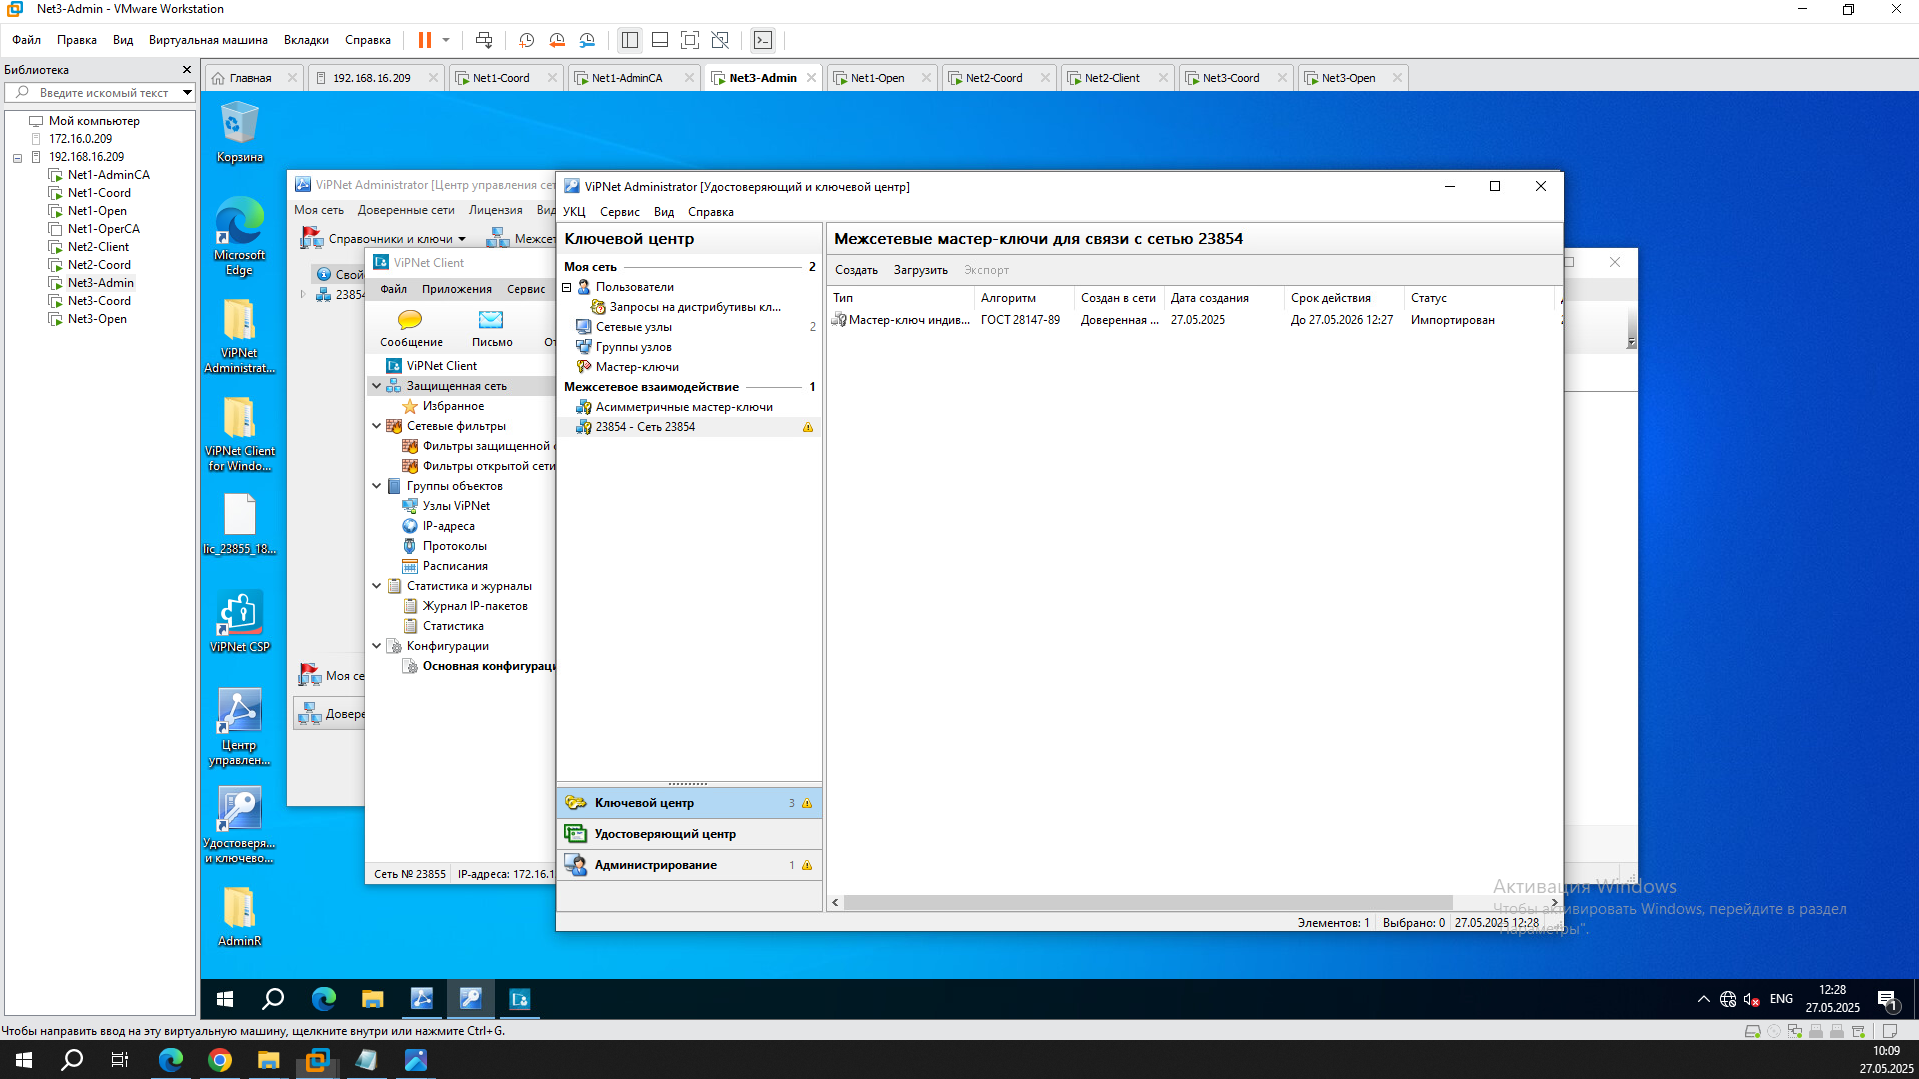 Net3-Admin - VMware Workstation
Файл Правка Вид Виртуальная машина Вкладки Справка
Библиотека
Введите искомый текст
Мой компьютер
172.16.0.209
192.168.16.209
Net1-AdminCA
Net1-Coord
Net1-Open
Net1-OperCA
Net2-Client
Net2-Coord
Net3-Admin
Net3-Coord
Net3-Open
Главная 192.168.16.209 Net1-Coord Net1-AdminCA Net3-Admin Net1-Open Net2-Coord Net2-Client Net3-Coord Net3-Open
Корзина
Microsoft
Edge
ViPNet
Administrat...
ViPNet Client
for Windo...
lic_23855_18...
ViPNet CSP
Центр
управлен...
Удостоверя...
и ключево...
AdminR
ViPNet Administrator [Центр управления сет
Моя сеть Доверенные сети Лицензия Вид
Справочники и ключи Межсет
Свой
23854
Моя се
Довере
ViPNet Client
Файл Приложения Сервис
Сообщение Письмо От
ViPNet Client
Защищенная сеть
Избранное
Сетевые фильтры
Фильтры защищенной с
Фильтры открытой сети
Группы объектов
Узлы ViPNet
IP-адреса
Протоколы
Расписания
Статистика и журналы
Журнал IP-пакетов
Статистика
Конфигурации
Основная конфигураци
Сеть № 23855 IP-адреса: 172.16.1
ViPNet Administrator [Удостоверяющий и ключевой центр]
УКЦ Сервис Вид Справка
Ключевой центр
Моя сеть 2
Пользователи
Запросы на дистрибутивы кл...
Сетевые узлы 2
Группы узлов
Мастер-ключи
Межсетевое взаимодействие 1
Асимметричные мастер-ключи
23854 - Сеть 23854
Ключевой центр 3
Удостоверяющий центр
Администрирование 1
Межсетевые мастер-ключи для связи с сетью 23854
Создать Загрузить Экспорт
Тип Алгоритм Создан в сети Дата создания Срок действия Статус
Мастер-ключ индив... ГОСТ 28147-89 Доверенная ... 27.05.2025 До 27.05.2026 12:27 Импортирован
Элементов: 1 Выбрано: 0 27.05.2025 12:28
Активация Windows
Чтобы активировать Windows, перейдите в раздел
"Параметры".
ENG
12:28
27.05.2025
1
Чтобы направить ввод на эту виртуальную машину, щелкните внутри или нажмите Ctrl+G.
10:09
27.05.2025